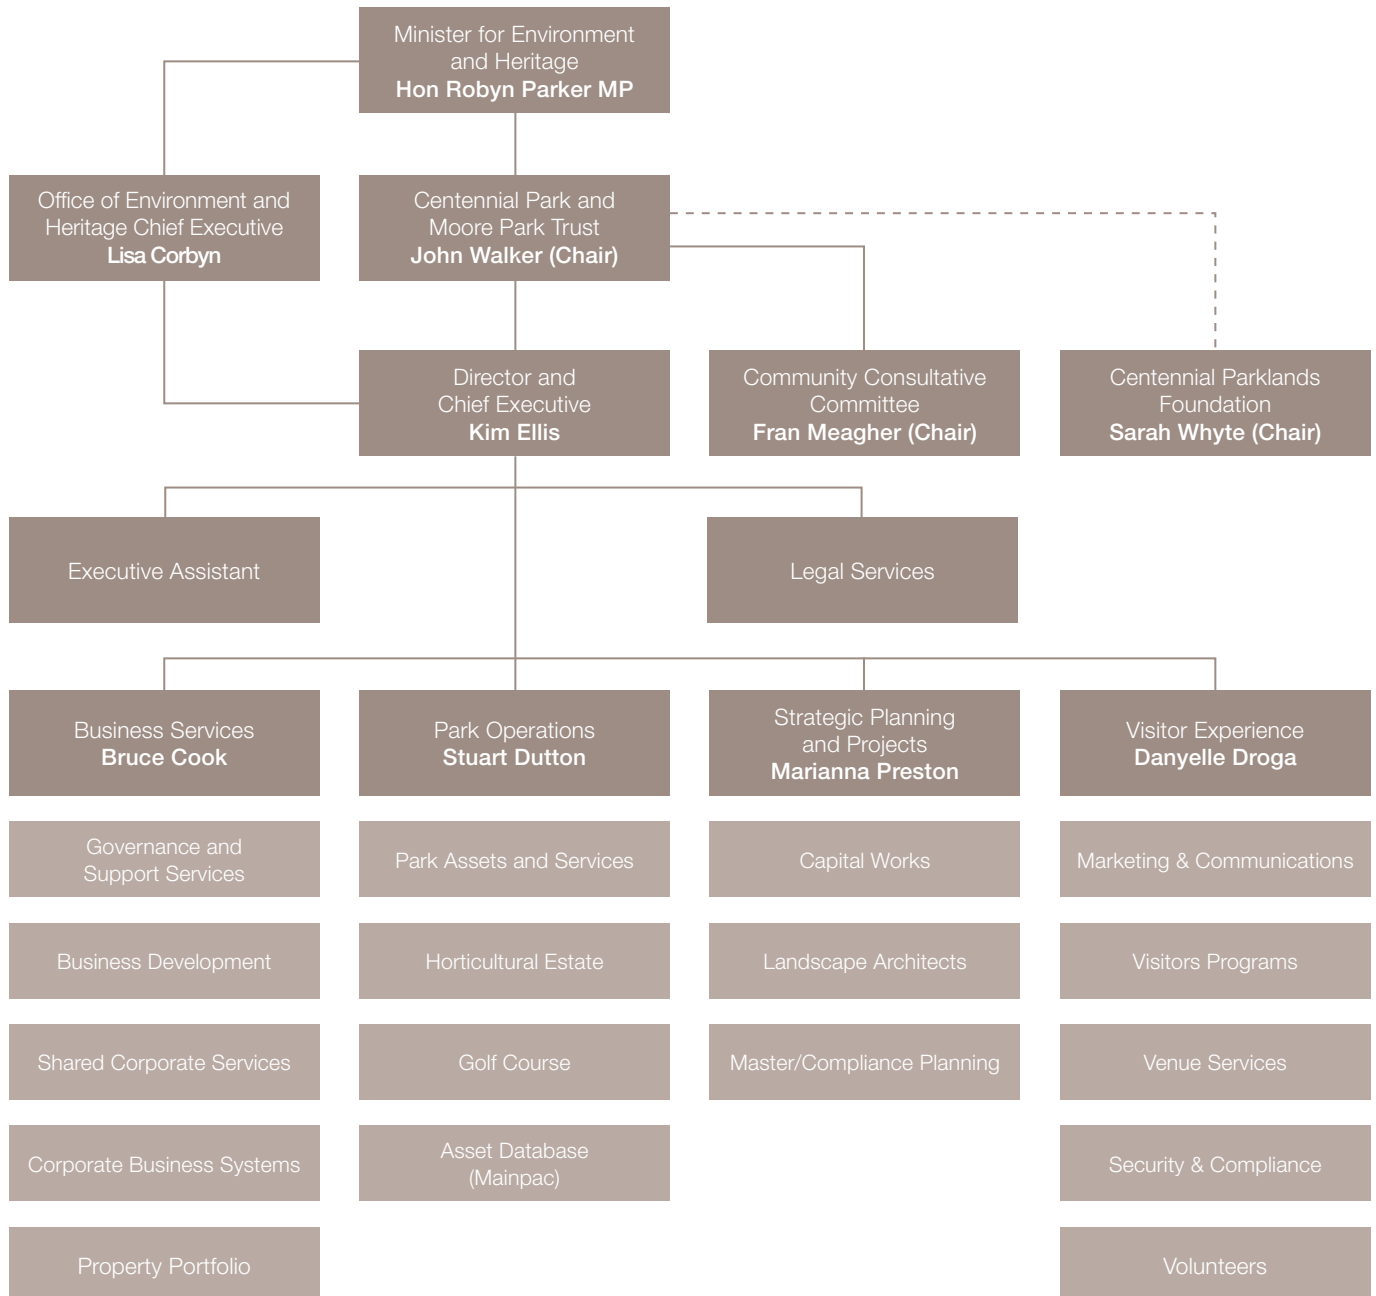 Minister for Environment
and Heritage
Hon Robyn Parker MP
Office of Environment and
Heritage Chief Executive
Lisa Corbyn
Centennial Park and
Moore Park Trust
John Walker (Chair)
Director and
Chief Executive
Kim Ellis
Community Consultative
Committee
Fran Meagher (Chair)
Centennial Parklands
Foundation
Sarah Whyte (Chair)
Executive Assistant
Legal Services
Business Services
Bruce Cook
Park Operations
Stuart Dutton
Strategic Planning
and Projects
Marianna Preston
Visitor Experience
Danyelle Droga
Governance and
Support Services
Park Assets and Services
Capital Works
Marketing & Communications
Business Development
Horticultural Estate
Landscape Architects
Visitors Programs
Shared Corporate Services
Golf Course
Master/Compliance Planning
Venue Services
Corporate Business Systems
Asset Database
(Mainpac)
Security & Compliance
Property Portfolio
Volunteers